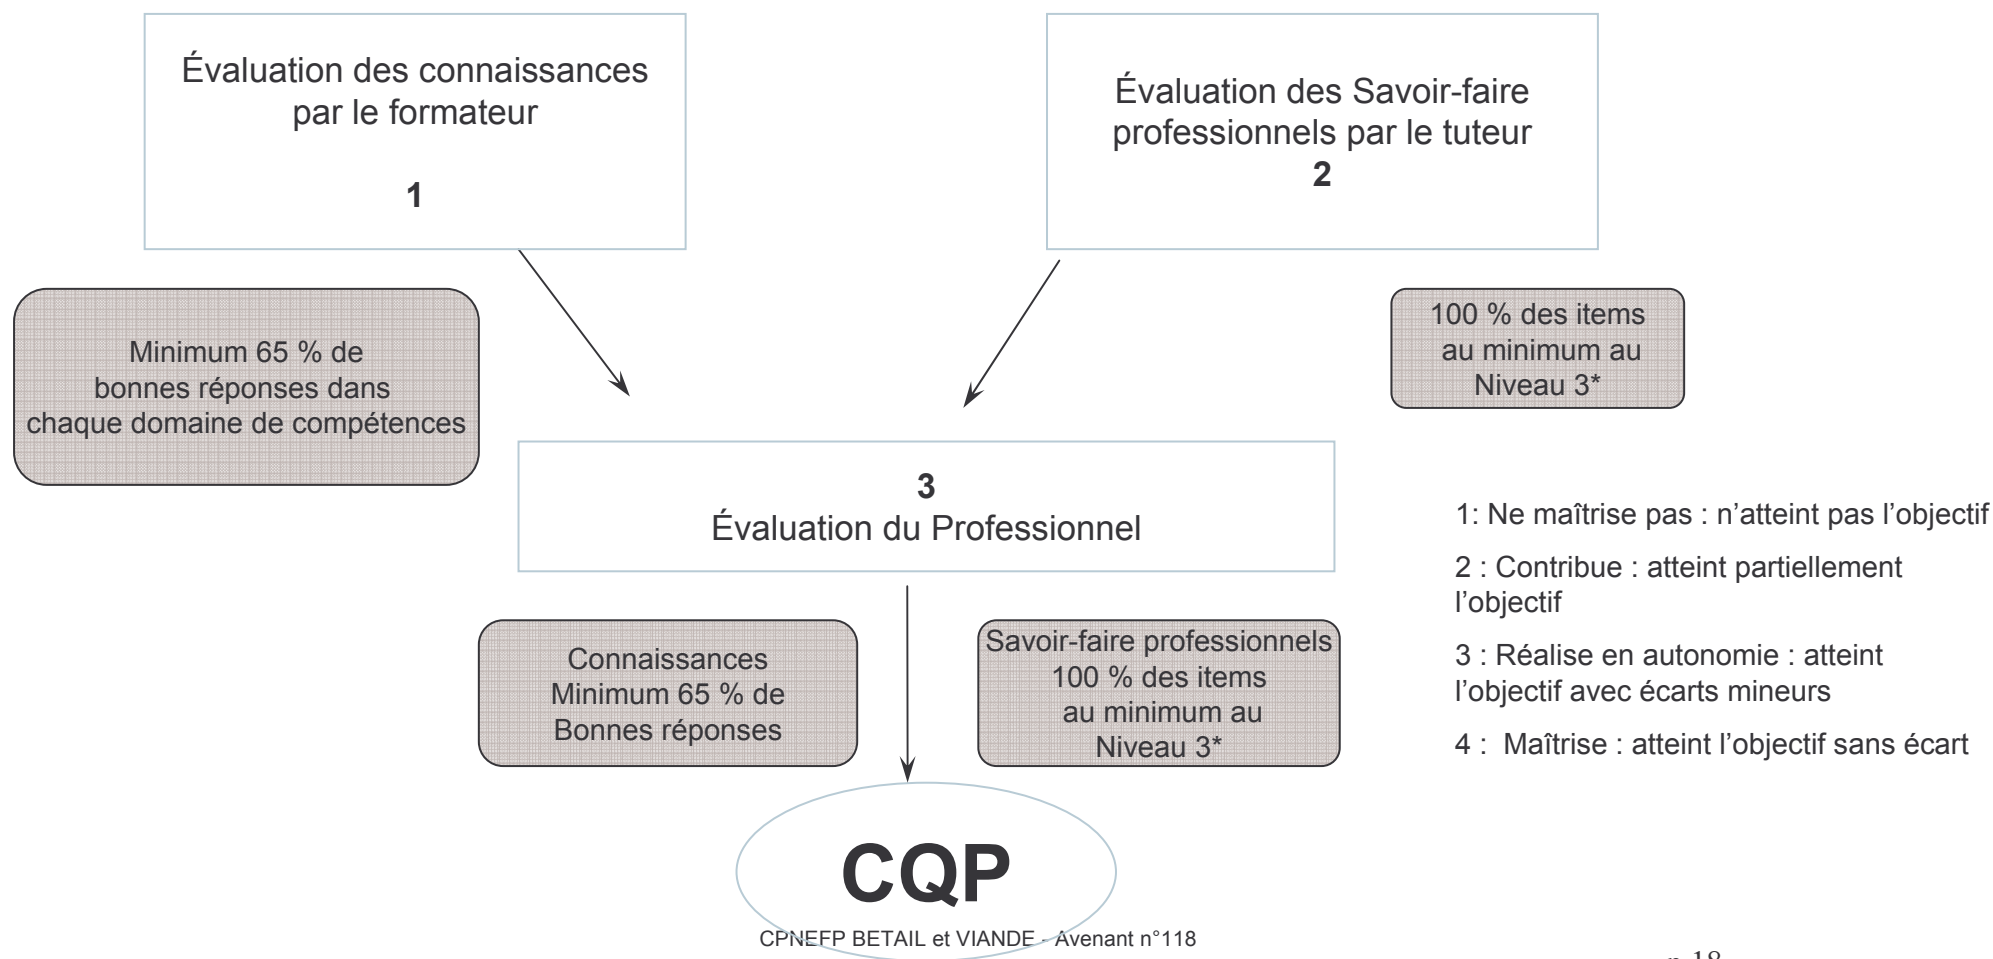 Évaluation des connaissances
par le formateur
1
Évaluation des Savoir-faire
professionnels par le tuteur
2
Minimum 65 % de
bonnes réponses dans
chaque domaine de compétences
100 % des items
au minimum au
Niveau 3*
3
Évaluation du Professionnel
1: Ne maîtrise pas : n’atteint pas l’objectif
2 : Contribue : atteint partiellement
l’objectif
3 : Réalise en autonomie : atteint
l’objectif avec écarts mineurs
4 : Maîtrise : atteint l’objectif sans écart
Connaissances
Minimum 65 % de
Bonnes réponses
Savoir-faire professionnels
100 % des items
au minimum au
Niveau 3*
CQP
CPNEFP BETAIL et VIANDE - Avenant n°118